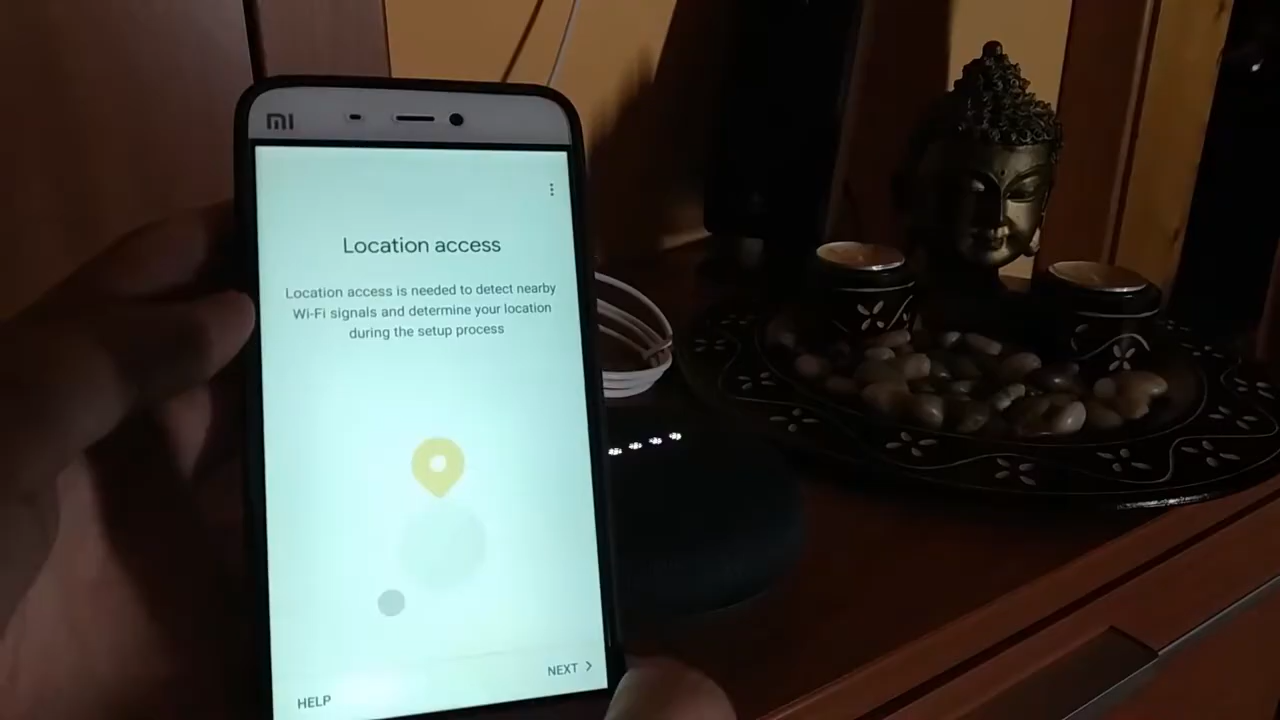 MI
Location access
Location access is needed to detect nearby
Wi-Fi signals and determine your location
during the setup process
NEXT
HELP